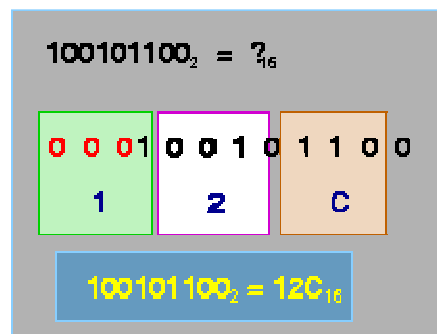 100101100₂ = ?₁₆
0 0 0 1 0 0 1 0 1 1 0 0
1 2 C
100101100₂ = 12C₁₆